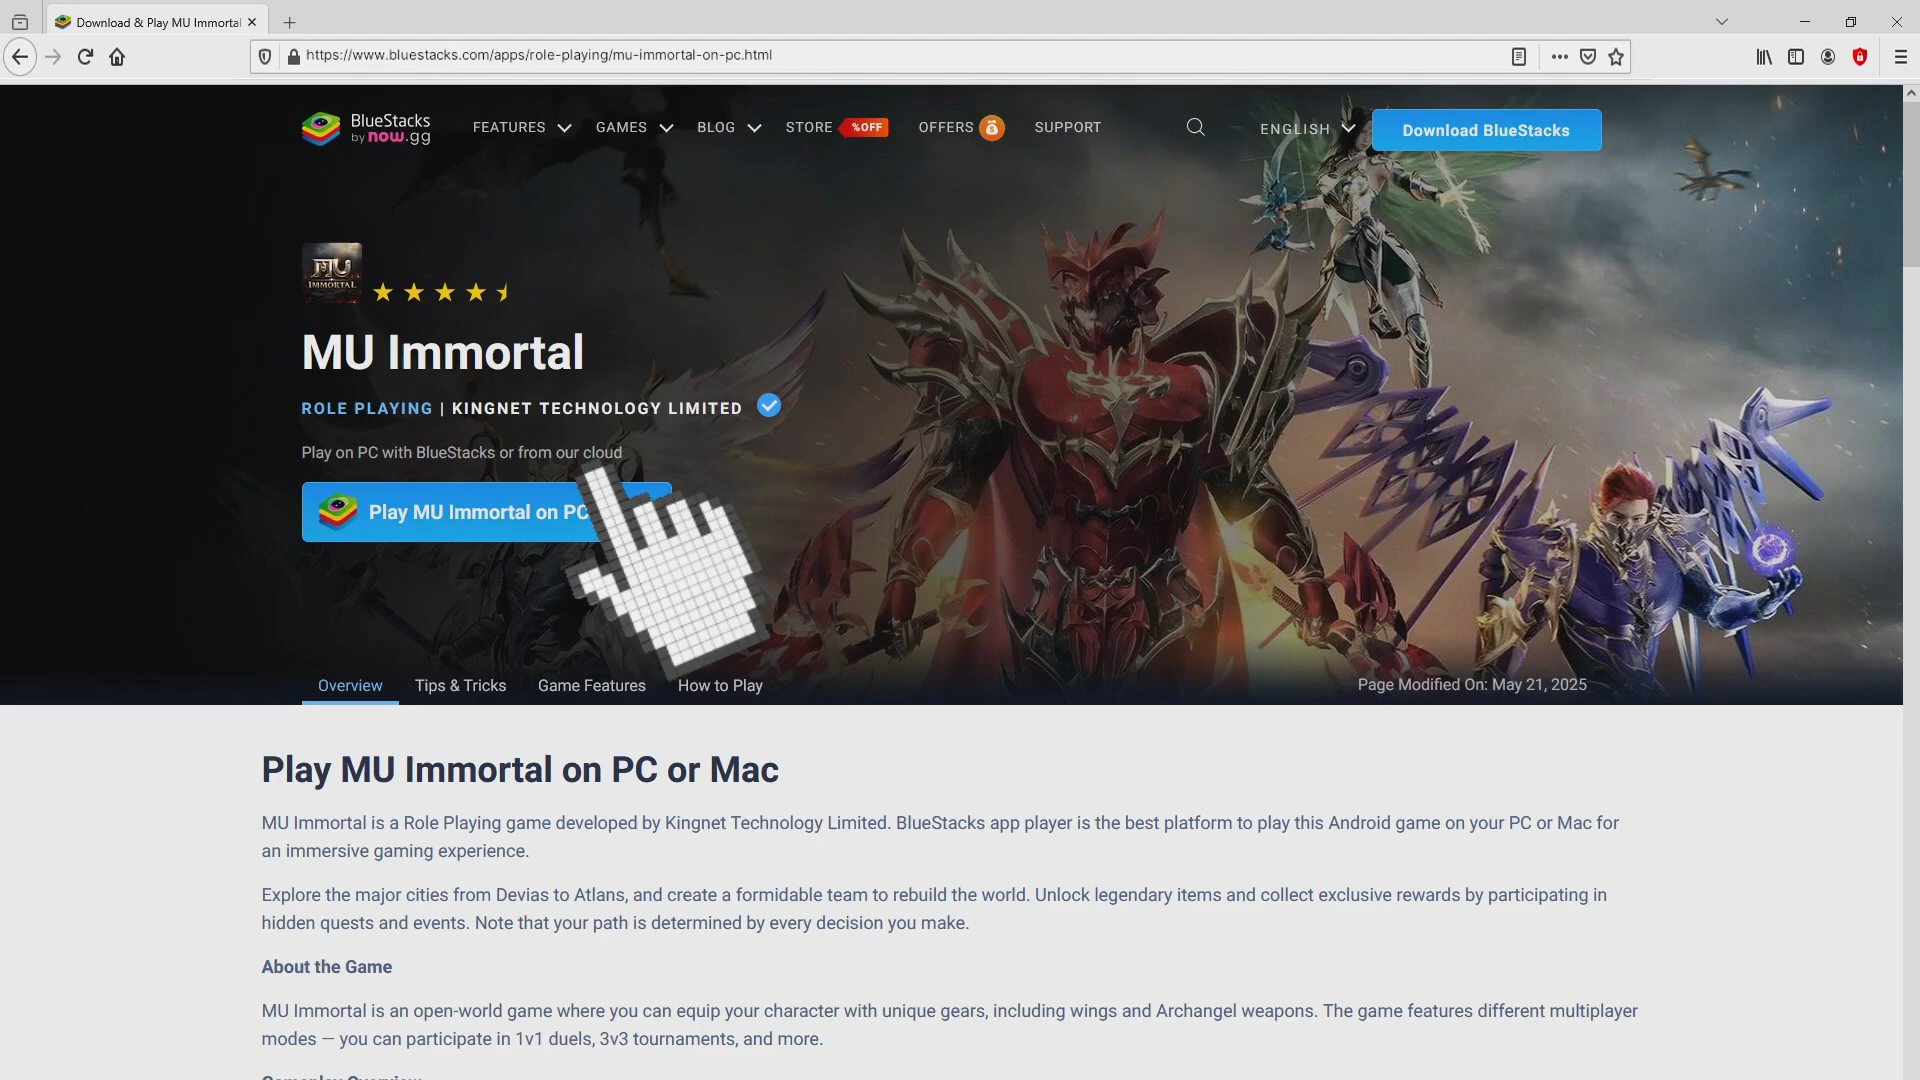 Download & Play MU Immorta
https://www.bluestacks.com/apps/role-playing/mu-immortal-on-pc.html
BlueStacks
by now.gg
FEATURES
GAMES
BLOG
STORE
%OFF
OFFERS
SUPPORT
ENGLISH
Download BlueStacks
MU
IMMORTAL
MU Immortal
ROLE PLAYING | KINGNET TECHNOLOGY LIMITED
Play on PC with BlueStacks or from our cloud
Play MU Immortal on PC
Overview
Tips & Tricks
Game Features
How to Play
Page Modified On: May 21, 2025
Play MU Immortal on PC or Mac
MU Immortal is a Role Playing game developed by Kingnet Technology Limited. BlueStacks app player is the best platform to play this Android game on your PC or Mac for
an immersive gaming experience.
Explore the major cities from Devias to Atlans, and create a formidable team to rebuild the world. Unlock legendary items and collect exclusive rewards by participating in
hidden quests and events. Note that your path is determined by every decision you make.
About the Game
MU Immortal is an open-world game where you can equip your character with unique gears, including wings and Archangel weapons. The game features different multiplayer
modes — you can participate in 1v1 duels, 3v3 tournaments, and more.
Gameplay Overview